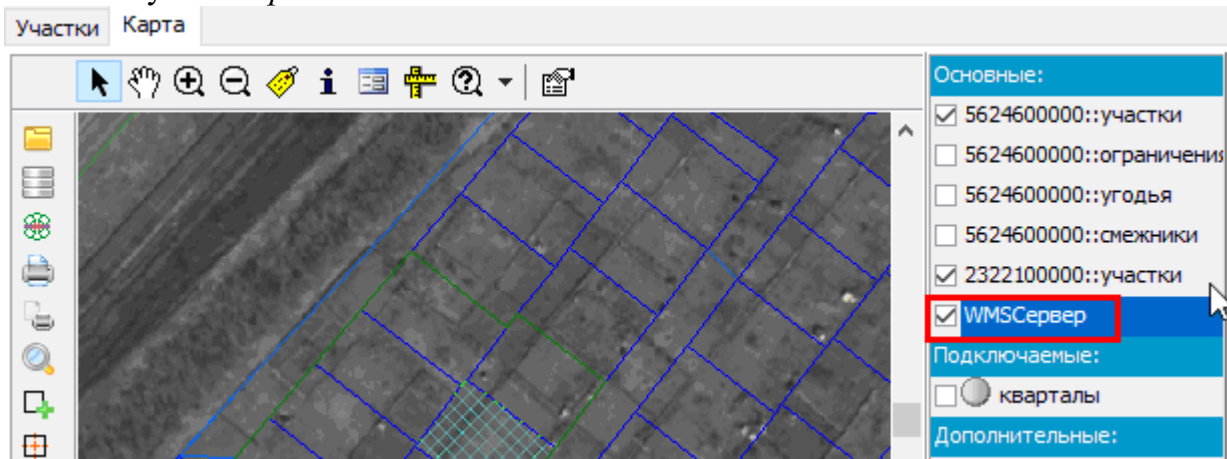 Участки Карта
Основные:
5624600000::участки
5624600000::ограничения
5624600000::угодья
5624600000::смежники
2322100000::участки
WMSСервер
Подключаемые:
кварталы
Дополнительные: